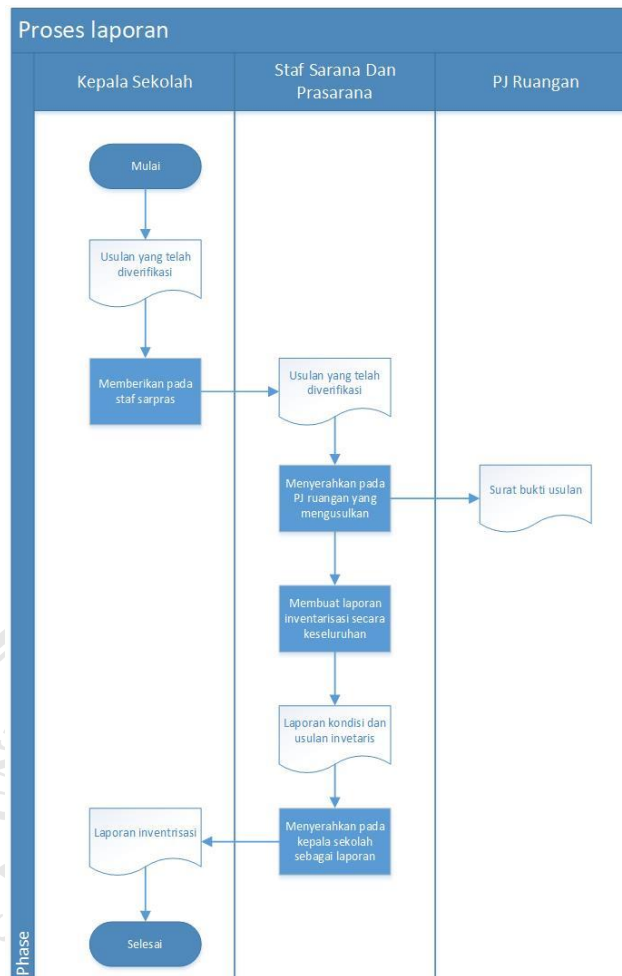 Proses laporan
Kepala Sekolah
Staf Sarana Dan
Prasarana
PJ Ruangan
Mulai
Usulan yang telah
diverifikasi
Memberikan pada
staf sarpras
Usulan yang telah
diverifikasi
Menyerahkan pada
PJ ruangan yang
mengusulkan
Surat bukti usulan
Membuat laporan
inventarisasi secara
keseluruhan
Laporan kondisi dan
usulan invetaris
Menyerahkan pada
kepala sekolah
sebagai laporan
Laporan inventrisasi
Selesai
Phase